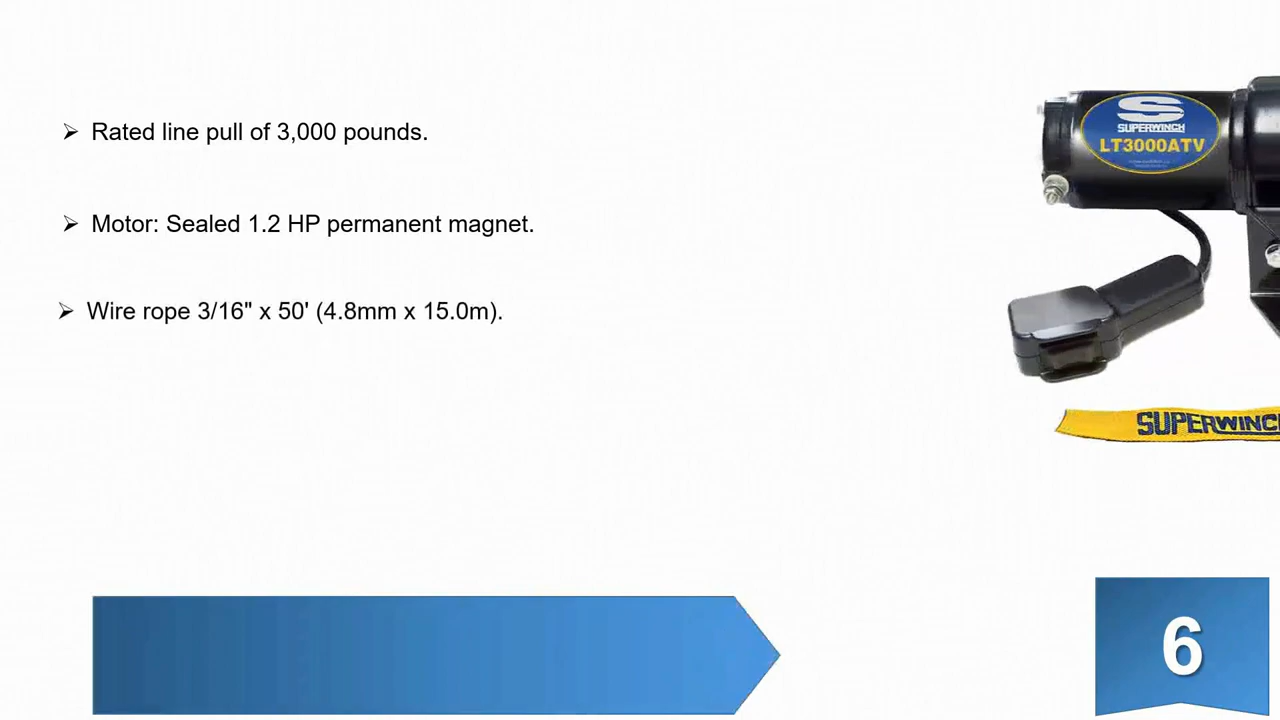 Rated line pull of 3,000 pounds.
Motor: Sealed 1.2 HP permanent magnet.
Wire rope 3/16" x 50' (4.8mm x 15.0m).
S
SUPERWINCH
LT3000ATV
SUPERWINC
6